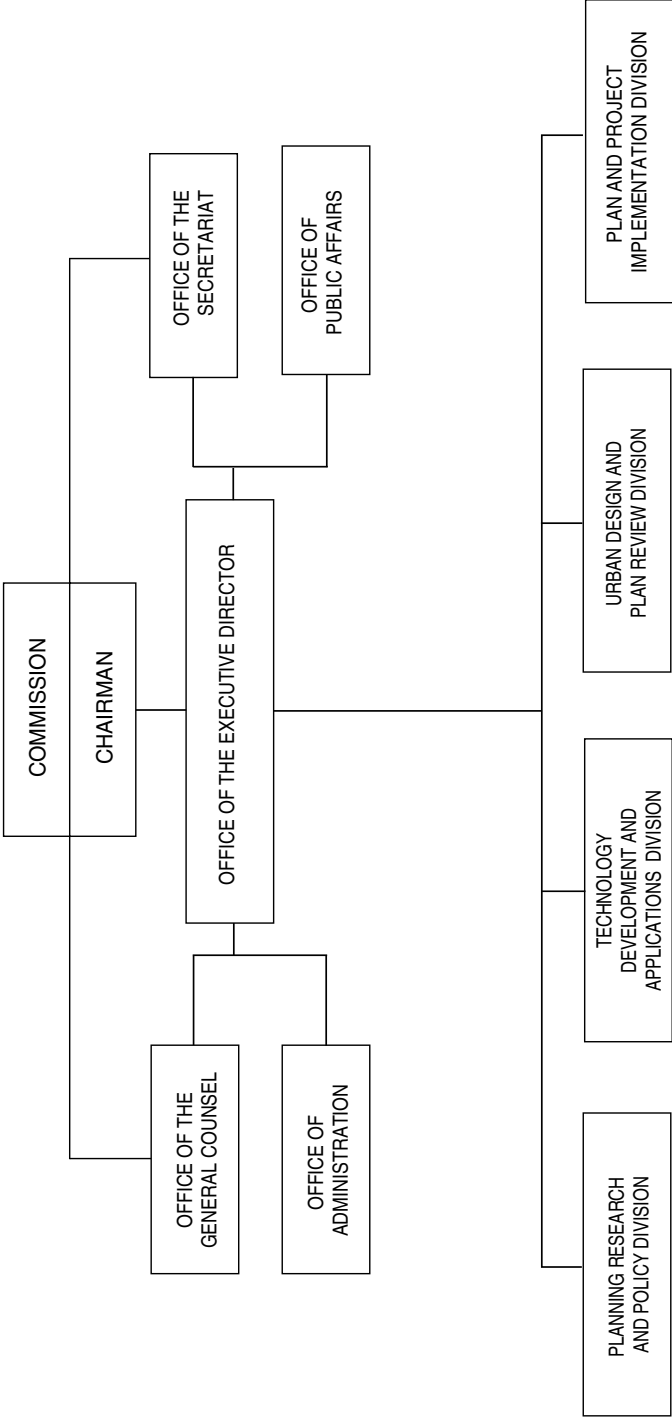 COMMISSION
CHAIRMAN
OFFICE OF THE
GENERAL COUNSEL
OFFICE OF THE EXECUTIVE DIRECTOR
OFFICE OF THE
SECRETARIAT
OFFICE OF
ADMINISTRATION
OFFICE OF
PUBLIC AFFAIRS
PLANNING RESEARCH
AND POLICY DIVISION
TECHNOLOGY
DEVELOPMENT AND
APPLICATIONS DIVISION
URBAN DESIGN AND
PLAN REVIEW DIVISION
PLAN AND PROJECT
IMPLEMENTATION DIVISION